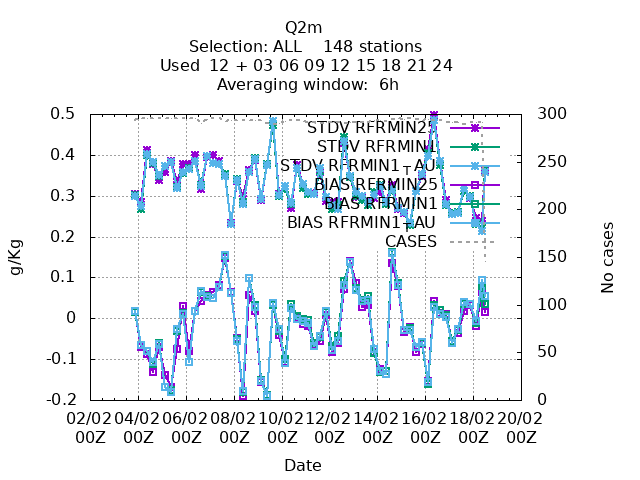 Q2m
Selection: ALL 148 stations
Used 12 + 03 06 09 12 15 18 21 24
Averaging window: 6h
0.5
0.4
0.3
0.2
0.1
0
-0.1
-0.2
g/Kg
300
250
200
150
100
50
0
No cases
STDV RFRMIN25
STDV RFRMIN1
STDV RFRMIN1+AU
BIAS RFRMIN25
BIAS RFRMIN1
BIAS RFRMIN1+AU
CASES
02/02 04/02 06/02 08/02 10/02 12/02 14/02 16/02 18/02 20/02
00Z 00Z 00Z 00Z 00Z 00Z 00Z 00Z 00Z 00Z
Date